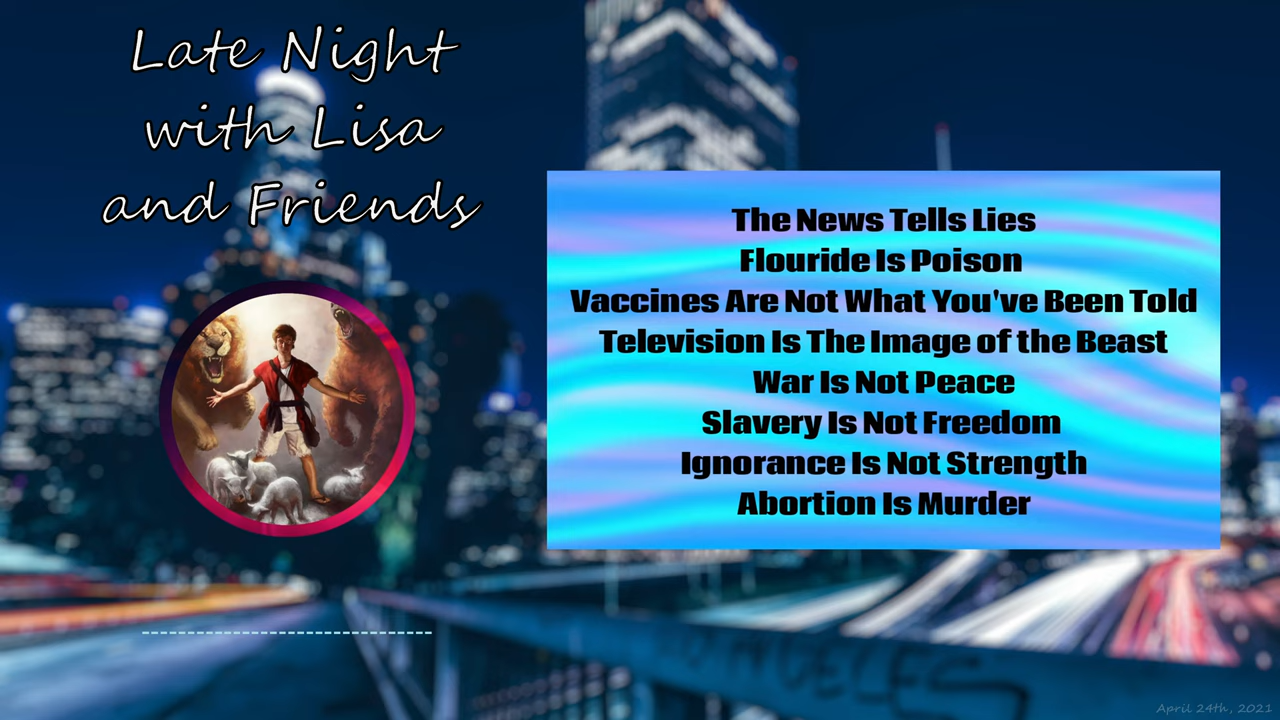 Late Night
with Lisa
and Friends
The News Tells Lies
Flouride Is Poison
Vaccines Are Not What You've Been Told
Television Is The Image of the Beast
War Is Not Peace
Slavery Is Not Freedom
Ignorance Is Not Strength
Abortion Is Murder
April 24th, 2021